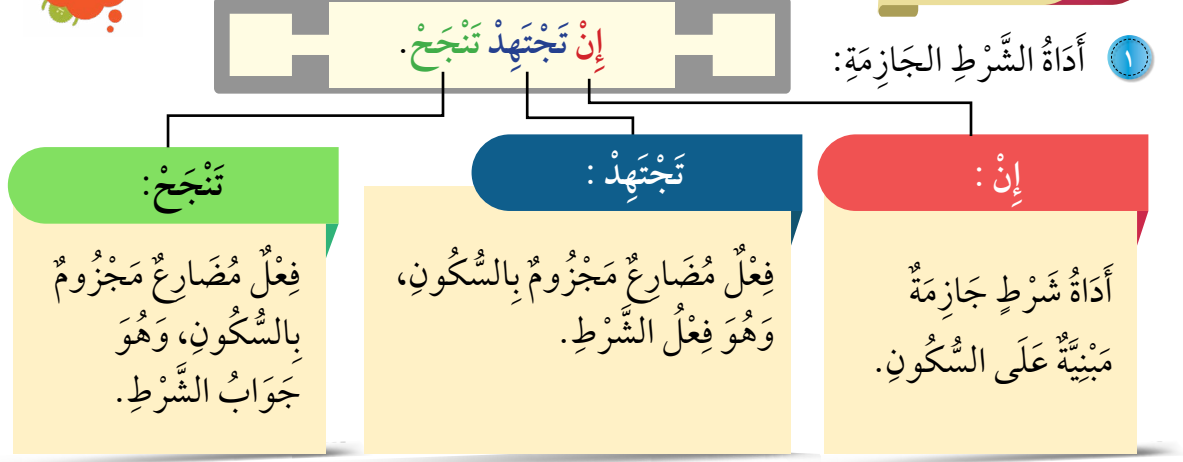 ١ أَدَاةُ الشَّرْطِ الجَازِمَةِ:
إِنْ تَجْتَهِدْ تَنْجَحْ.
إِنْ :
أَدَاةُ شَرْطٍ جَازِمَةٌ
مَبْنِيَّةٌ عَلَى السُّكُونِ.
تَجْتَهِدْ :
فِعْلٌ مُضَارِعٌ مَجْزُومٌ بِالسُّكُونِ،
وَهُوَ فِعْلُ الشَّرْطِ.
تَنْجَحْ:
فِعْلٌ مُضَارِعٌ مَجْزُومٌ
بِالسُّكُونِ، وَهُوَ
جَوَابُ الشَّرْطِ.